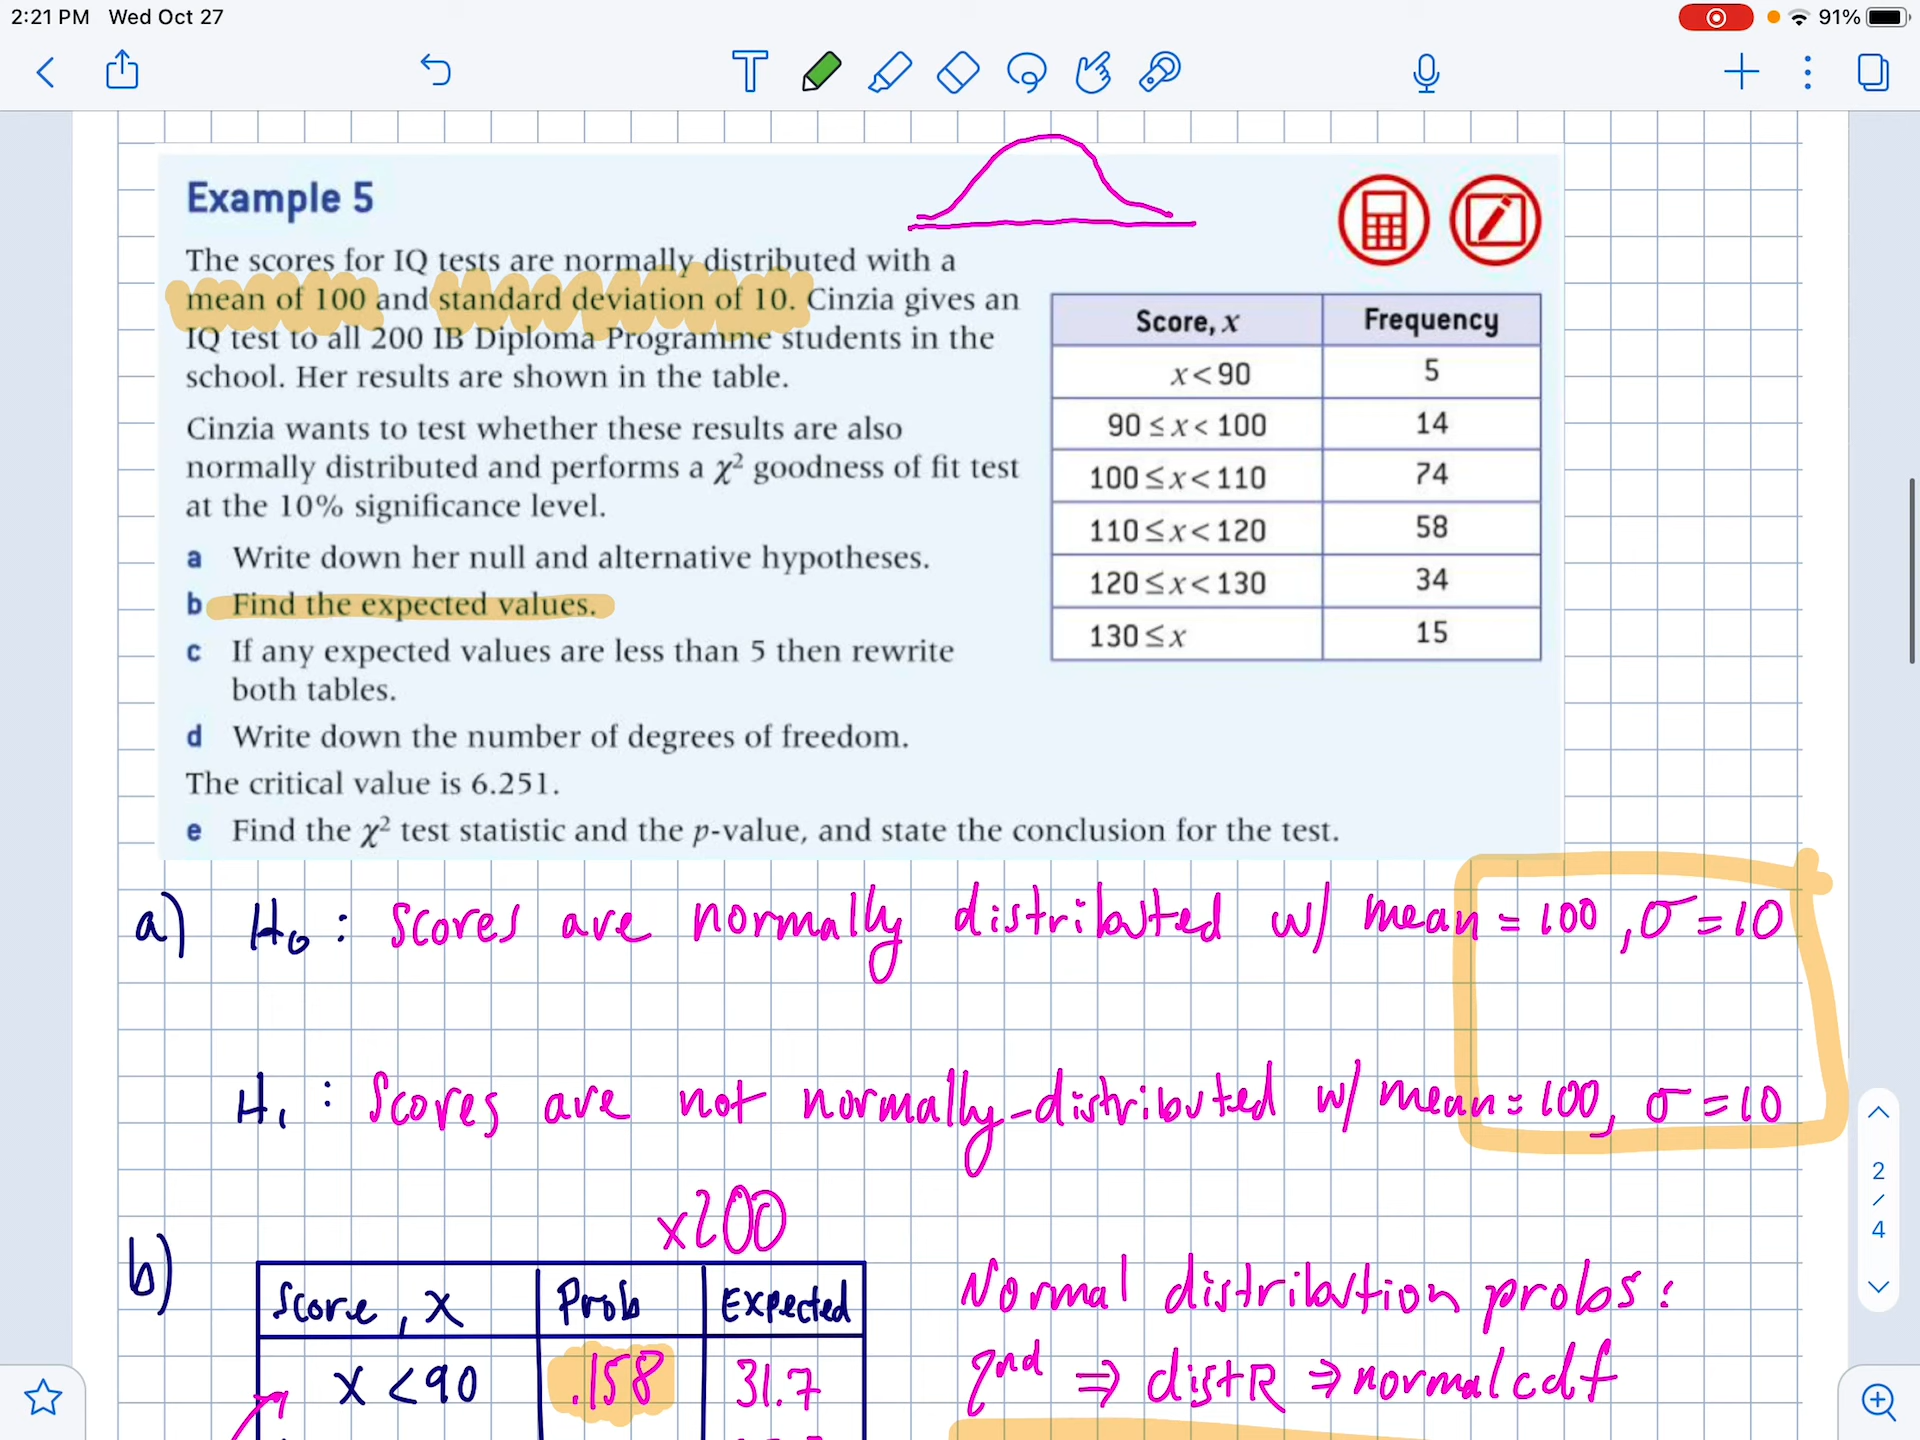 2:21 PM Wed Oct 27
91%
Example 5
The scores for IQ tests are normally distributed with a
mean of 100 and standard deviation of 10. Cinzia gives an
IQ test to all 200 IB Diploma Programme students in the
school. Her results are shown in the table.
Cinzia wants to test whether these results are also
normally distributed and performs a χ² goodness of fit test
at the 10% significance level.
a Write down her null and alternative hypotheses.
b Find the expected values.
c If any expected values are less than 5 then rewrite
both tables.
d Write down the number of degrees of freedom.
The critical value is 6.251.
e Find the χ² test statistic and the p-value, and state the conclusion for the test.
Score, x Frequency
x < 90 5
90 ≤ x < 100 14
100 ≤ x < 110 74
110 ≤ x < 120 58
120 ≤ x < 130 34
130 ≤ x 15
a) H₀ : Scores are normally distributed w/ mean = 100, σ = 10
H₁ : Scores are not normally-distributed w/ mean = 100, σ = 10
x200
b)
Score, x Prob Expected
x < 90 .158 31.7
Normal distribution probs:
2nd ⇒ distR ⇒ normalcdf
2
/
4